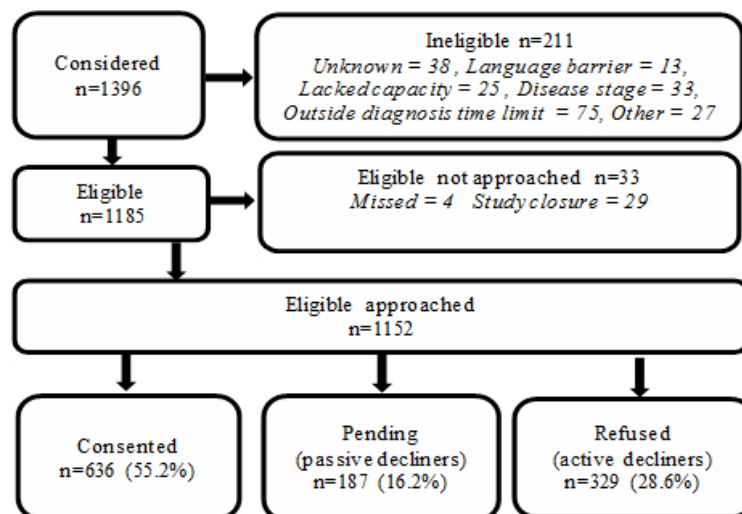 Considered
n=1396
Ineligible n=211
Unknown = 38 , Language barrier = 13,
Lacked capacity = 25 , Disease stage = 33,
Outside diagnosis time limit = 75, Other = 27
Eligible
n=1185
Eligible not approached n=33
Missed = 4 Study closure = 29
Eligible approached
n=1152
Consented
n=636 (55.2%)
Pending
(passive decliners)
n=187 (16.2%)
Refused
(active decliners)
n=329 (28.6%)